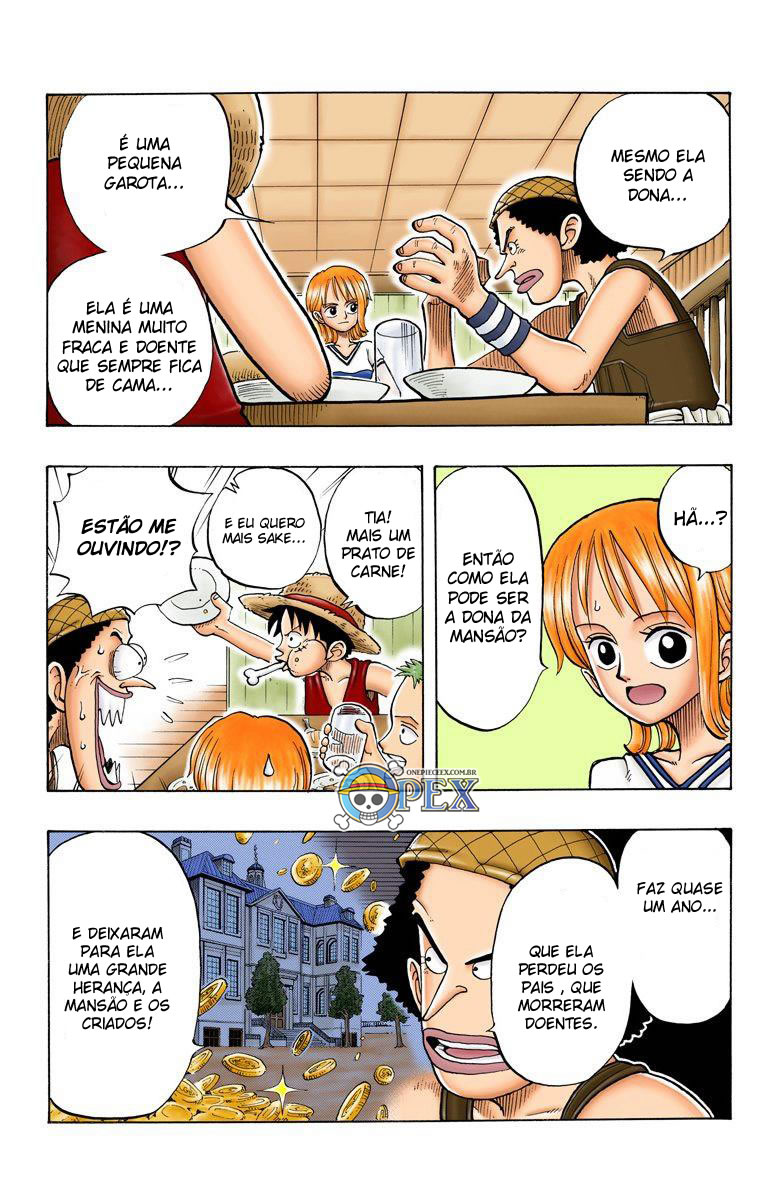 MESMO ELA
SENDO A
DONA...
É UMA
PEQUENA
GAROTA...
ELA É UMA
MENINA MUITO
FRACA E DOENTE
QUE SEMPRE FICA
DE CAMA...
HÃ...?
ENTÃO
COMO ELA
PODE SER
A DONA DA
MANSÃO?
TIA!
MAIS UM
PRATO DE
CARNE!
E EU QUERO
MAIS SAKE...
ESTÃO ME
OUVINDO!?
ONEPIECEEX.COM.BR
OPEX
FAZ QUASE
UM ANO...
QUE ELA
PERDEU OS
PAIS , QUE
MORRERAM
DOENTES.
E DEIXARAM
PARA ELA
UMA GRANDE
HERANÇA, A
MANSÃO E OS
CRIADOS!